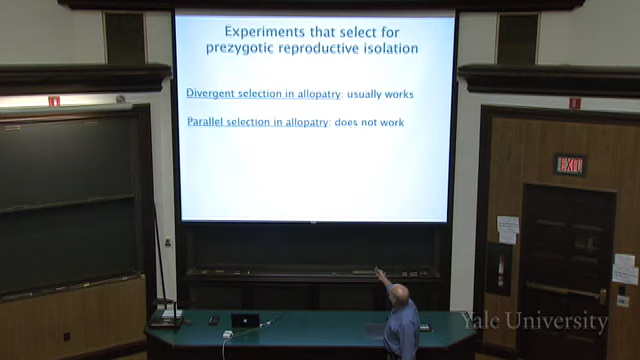 Experiments that select for
prezygotic reproductive isolation
Divergent selection in allopatry: usually works
Parallel selection in allopatry: does not work
EXIT
Yale University